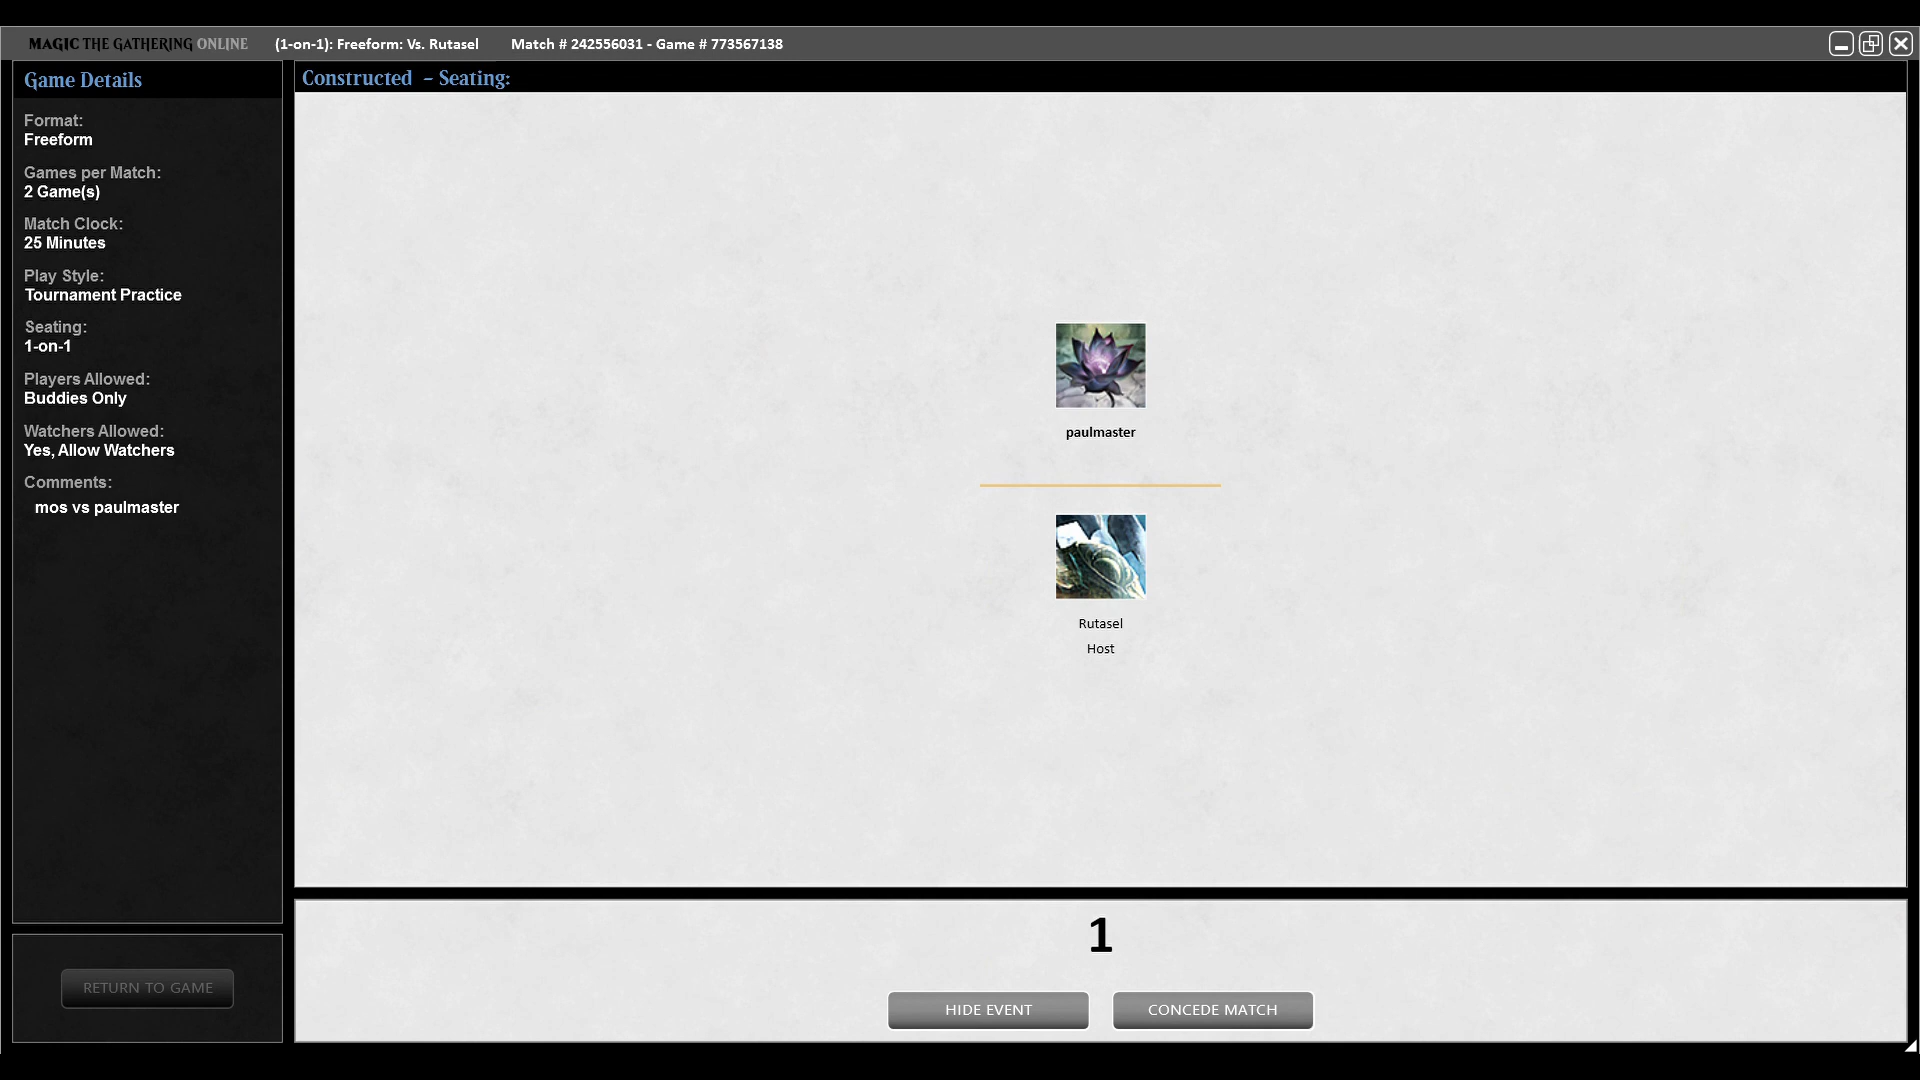 MAGIC THE GATHERING ONLINE (1-on-1): Freeform: Vs. Rutasel Match # 242556031 - Game # 773567138
Game Details
Format:
Freeform
Games per Match:
2 Game(s)
Match Clock:
25 Minutes
Play Style:
Tournament Practice
Seating:
1-on-1
Players Allowed:
Buddies Only
Watchers Allowed:
Yes, Allow Watchers
Comments:
mos vs paulmaster
RETURN TO GAME
Constructed – Seating:
paulmaster
Rutasel
Host
1
HIDE EVENT CONCEDE MATCH